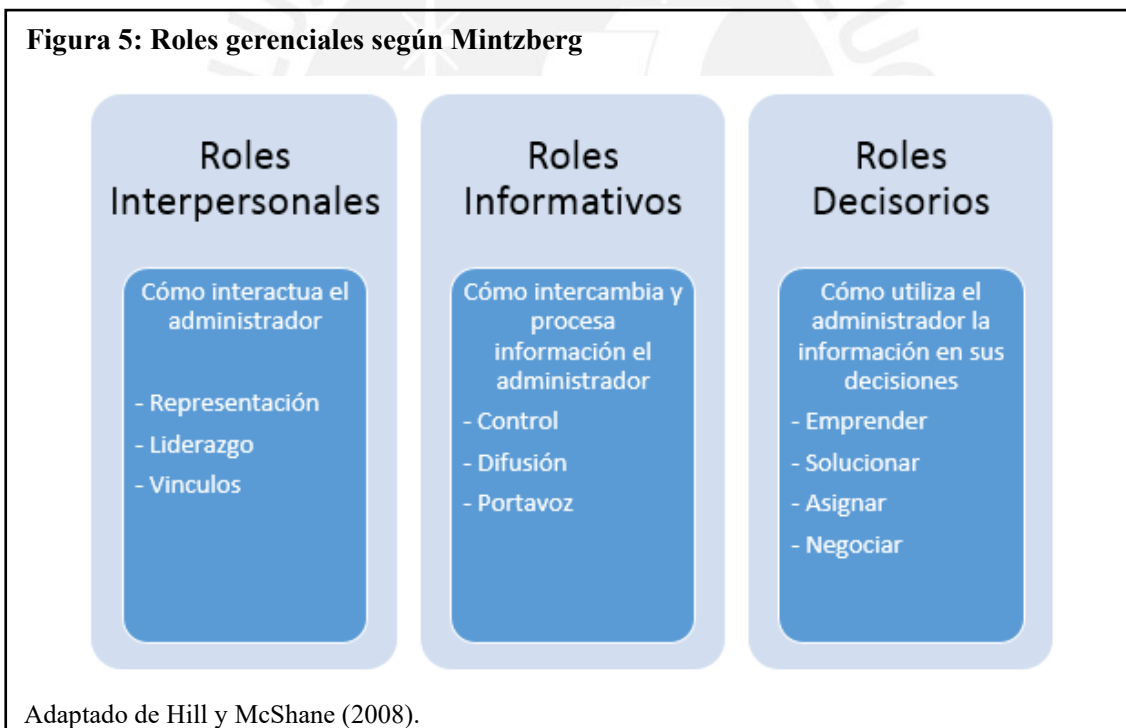 Figura 5: Roles gerenciales según Mintzberg
Roles
Interpersonales
Cómo interactua el
administrador
- Representación
- Liderazgo
- Vinculos
Roles
Informativos
Cómo intercambia y
procesa
información el
administrador
- Control
- Difusión
- Portavoz
Roles
Decisorios
Cómo utiliza el
administrador la
información en sus
decisiones
- Emprender
- Solucionar
- Asignar
- Negociar
Adaptado de Hill y McShane (2008).